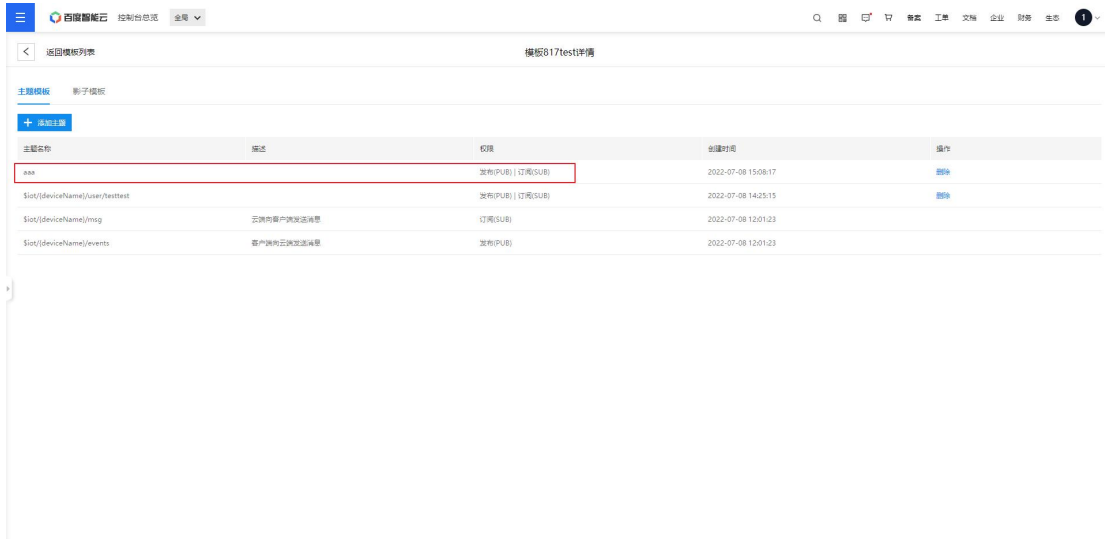 百度智能云 控制台总览 全局 备案 工单 文档 企业 财务 生态 1
返回模板列表 模板817test详情
主题模板 影子模板
添加主题
主题名称 描述 权限 创建时间 操作
aaa 发布(PUB) | 订阅(SUB) 2022-07-08 15:08:17 删除
$iot/{deviceName}/user/testtest 发布(PUB) | 订阅(SUB) 2022-07-08 14:25:15 删除
$iot/{deviceName}/msg 云端向客户端发送消息 订阅(SUB) 2022-07-08 12:01:23
$iot/{deviceName}/events 客户端向云端发送消息 发布(PUB) 2022-07-08 12:01:23